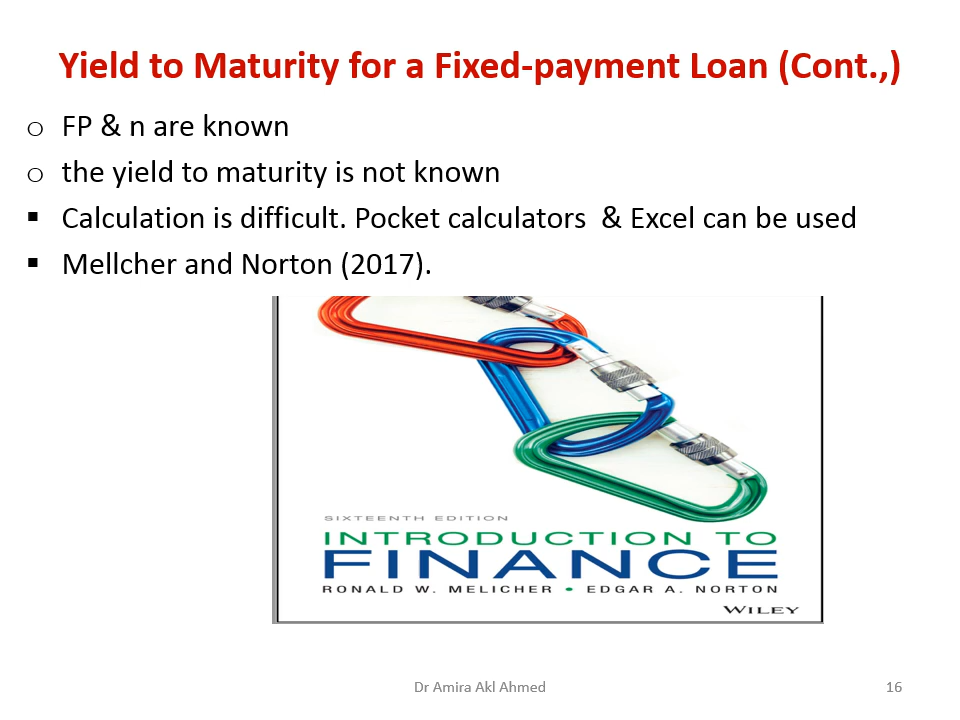 Yield to Maturity for a Fixed-payment Loan (Cont.,)
o FP & n are known
o the yield to maturity is not known
▪ Calculation is difficult. Pocket calculators & Excel can be used
▪ Mellcher and Norton (2017).
SIXTEENTH EDITION
INTRODUCTION TO
FINANCE
RONALD W. MELICHER • EDGAR A. NORTON
WILEY
Dr Amira Akl Ahmed
16